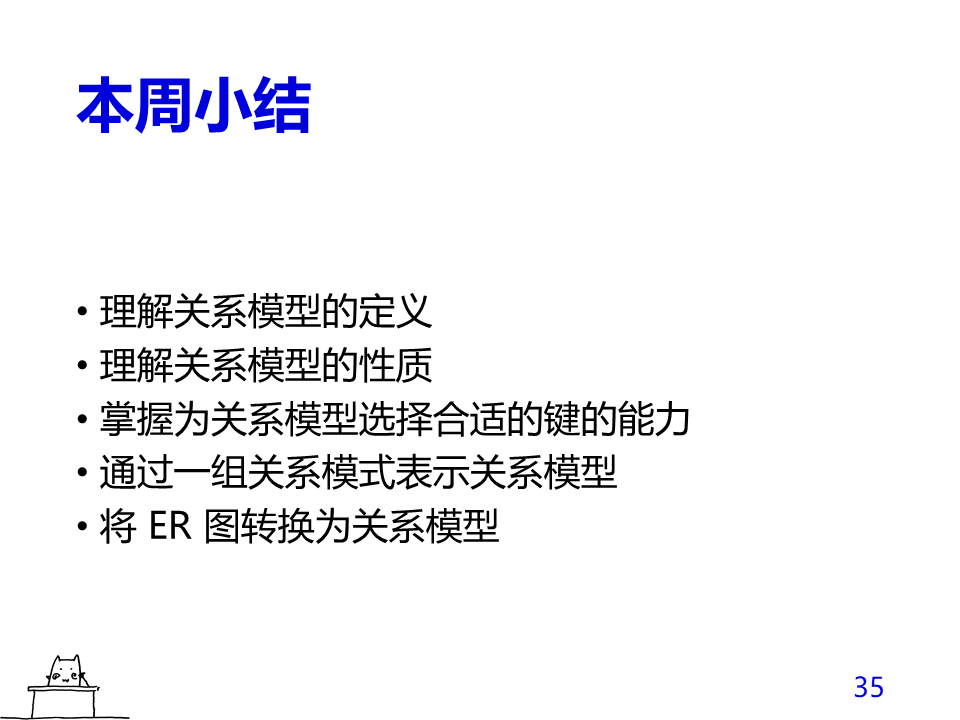 本周小结
• 理解关系模型的定义
• 理解关系模型的性质
• 掌握为关系模型选择合适的键的能力
• 通过一组关系模式表示关系模型
• 将 ER 图转换为关系模型
35